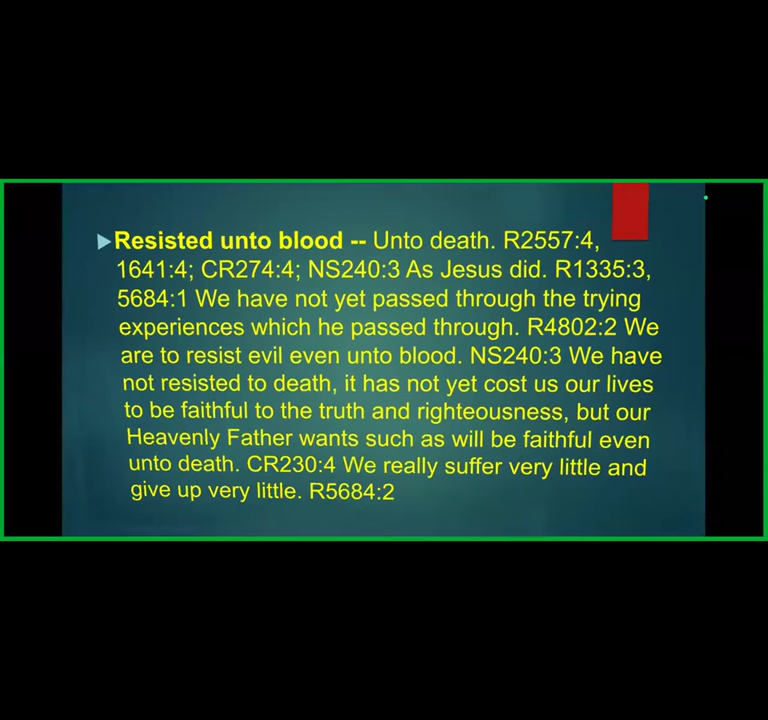 Resisted unto blood -- Unto death. R2557:4,
1641:4; CR274:4; NS240:3 As Jesus did. R1335:3,
5684:1 We have not yet passed through the trying
experiences which he passed through. R4802:2 We
are to resist evil even unto blood. NS240:3 We have
not resisted to death, it has not yet cost us our lives
to be faithful to the truth and righteousness, but our
Heavenly Father wants such as will be faithful even
unto death. CR230:4 We really suffer very little and
give up very little. R5684:2